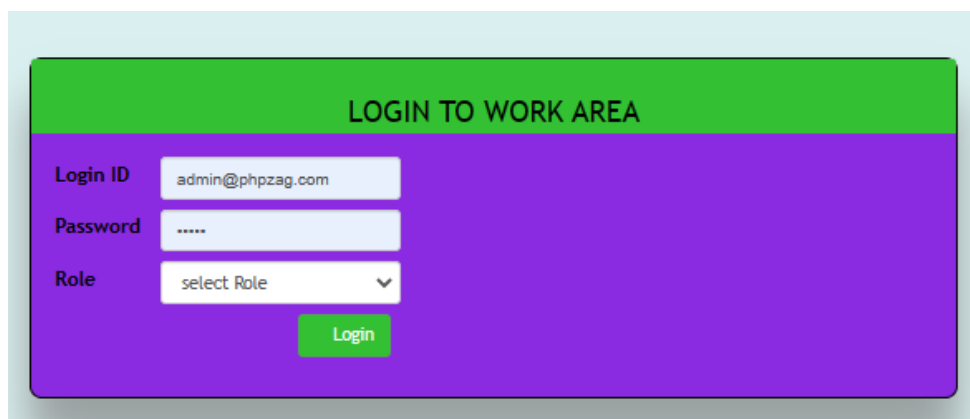 LOGIN TO WORK AREA
Login ID admin@phpzag.com
Password •••••
Role select Role
Login